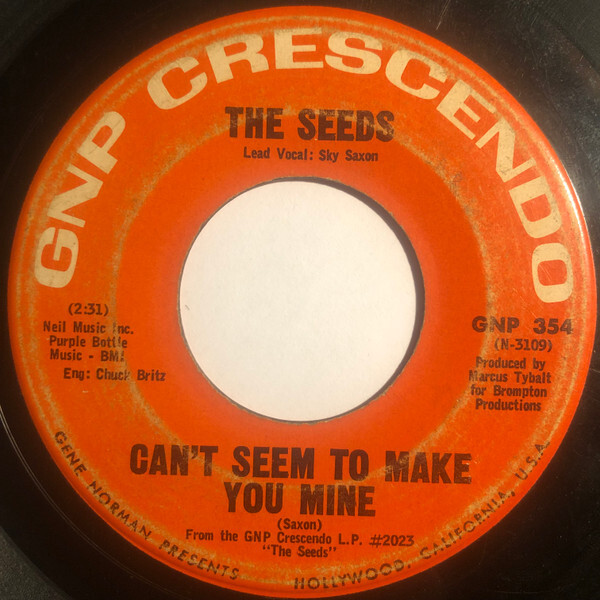 GNP CRESCENDO
THE SEEDS
Lead Vocal: Sky Saxon
(2:31)
Neil Music Inc.
Purple Bottle
Music - BMI
Eng: Chuck Britz
GNP 354
(N-3109)
Produced by
Marcus Tybalt
for Brompton
Productions
CAN'T SEEM TO MAKE
YOU MINE
(Saxon)
From the GNP Crescendo L.P. #2023
"The Seeds"
GENE NORMAN PRESENTS
HOLLYWOOD, CALIFORNIA, U.S.A.